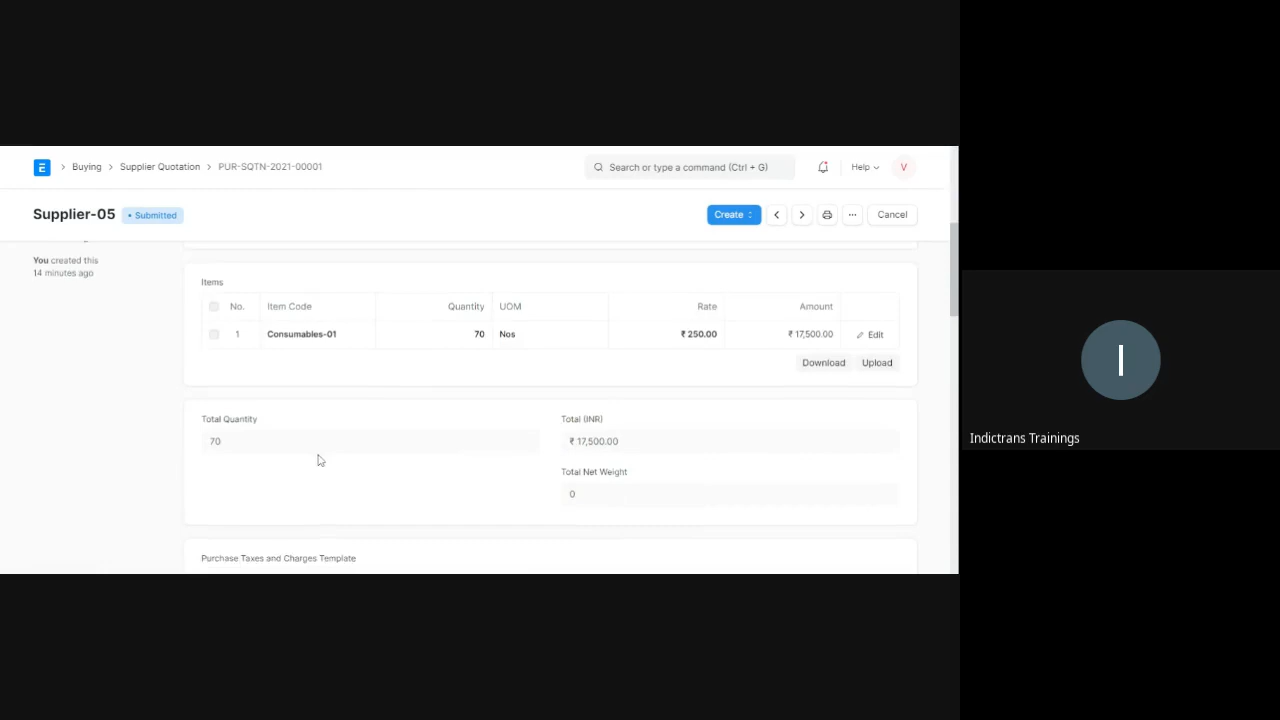 E > Buying > Supplier Quotation > PUR-SQTN-2021-00001 Search or type a command (Ctrl + G) Help V
Supplier-05 • Submitted Create ... Cancel
You created this
14 minutes ago
Items
No. Item Code Quantity UOM Rate Amount
1 Consumables-01 70 Nos ₹ 250.00 ₹ 17,500.00 Edit
Download Upload
Total Quantity Total (INR)
70 ₹ 17,500.00
Total Net Weight
0
Purchase Taxes and Charges Template
I
Indictrans Trainings